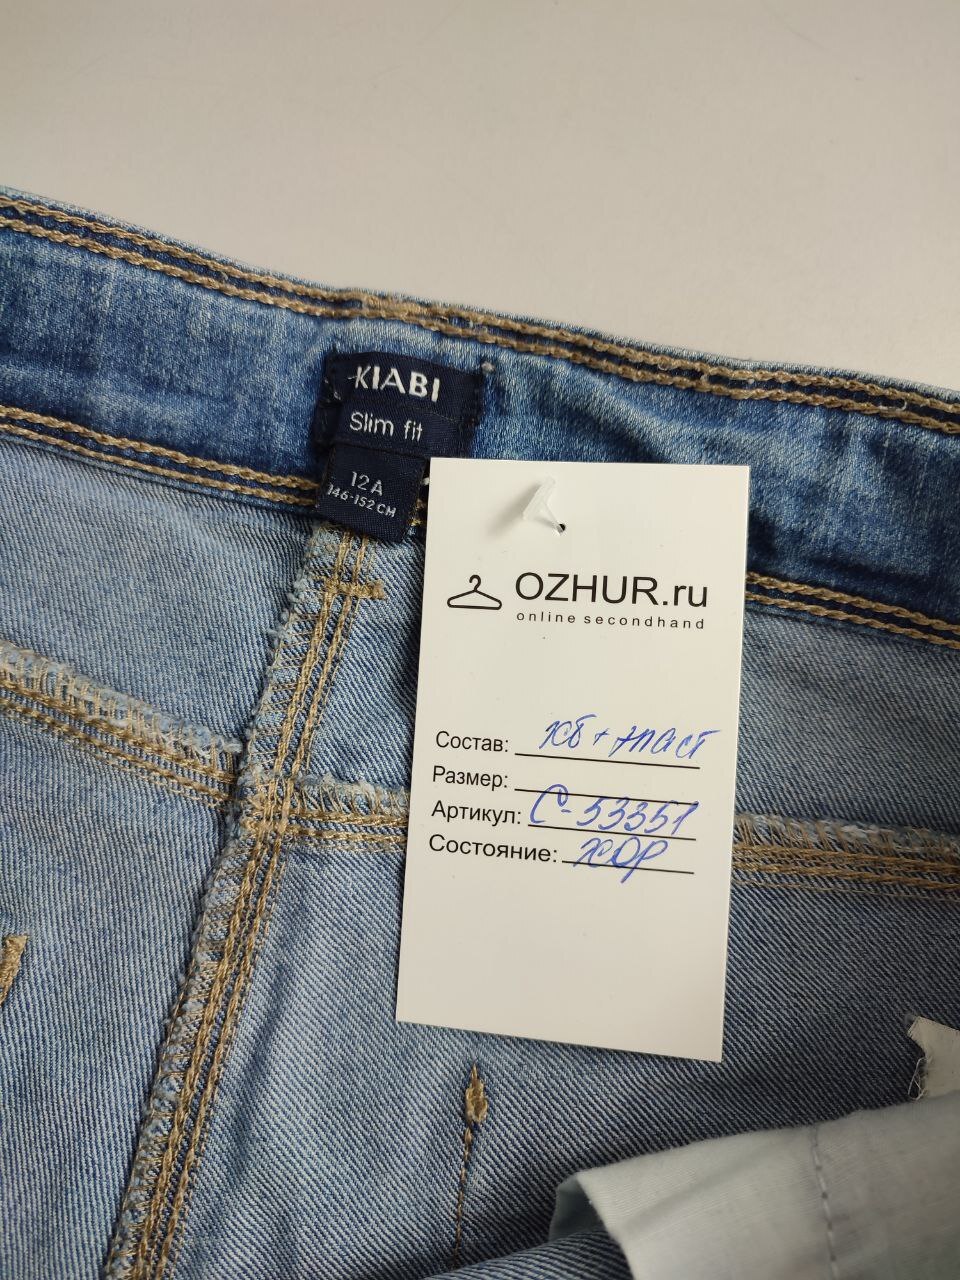 KIABI
Slim fit
12A
146-152 CM
OZHUR.ru
online secondhand
Состав: хб + эласт
Размер:
Артикул: С-53351
Состояние: хор